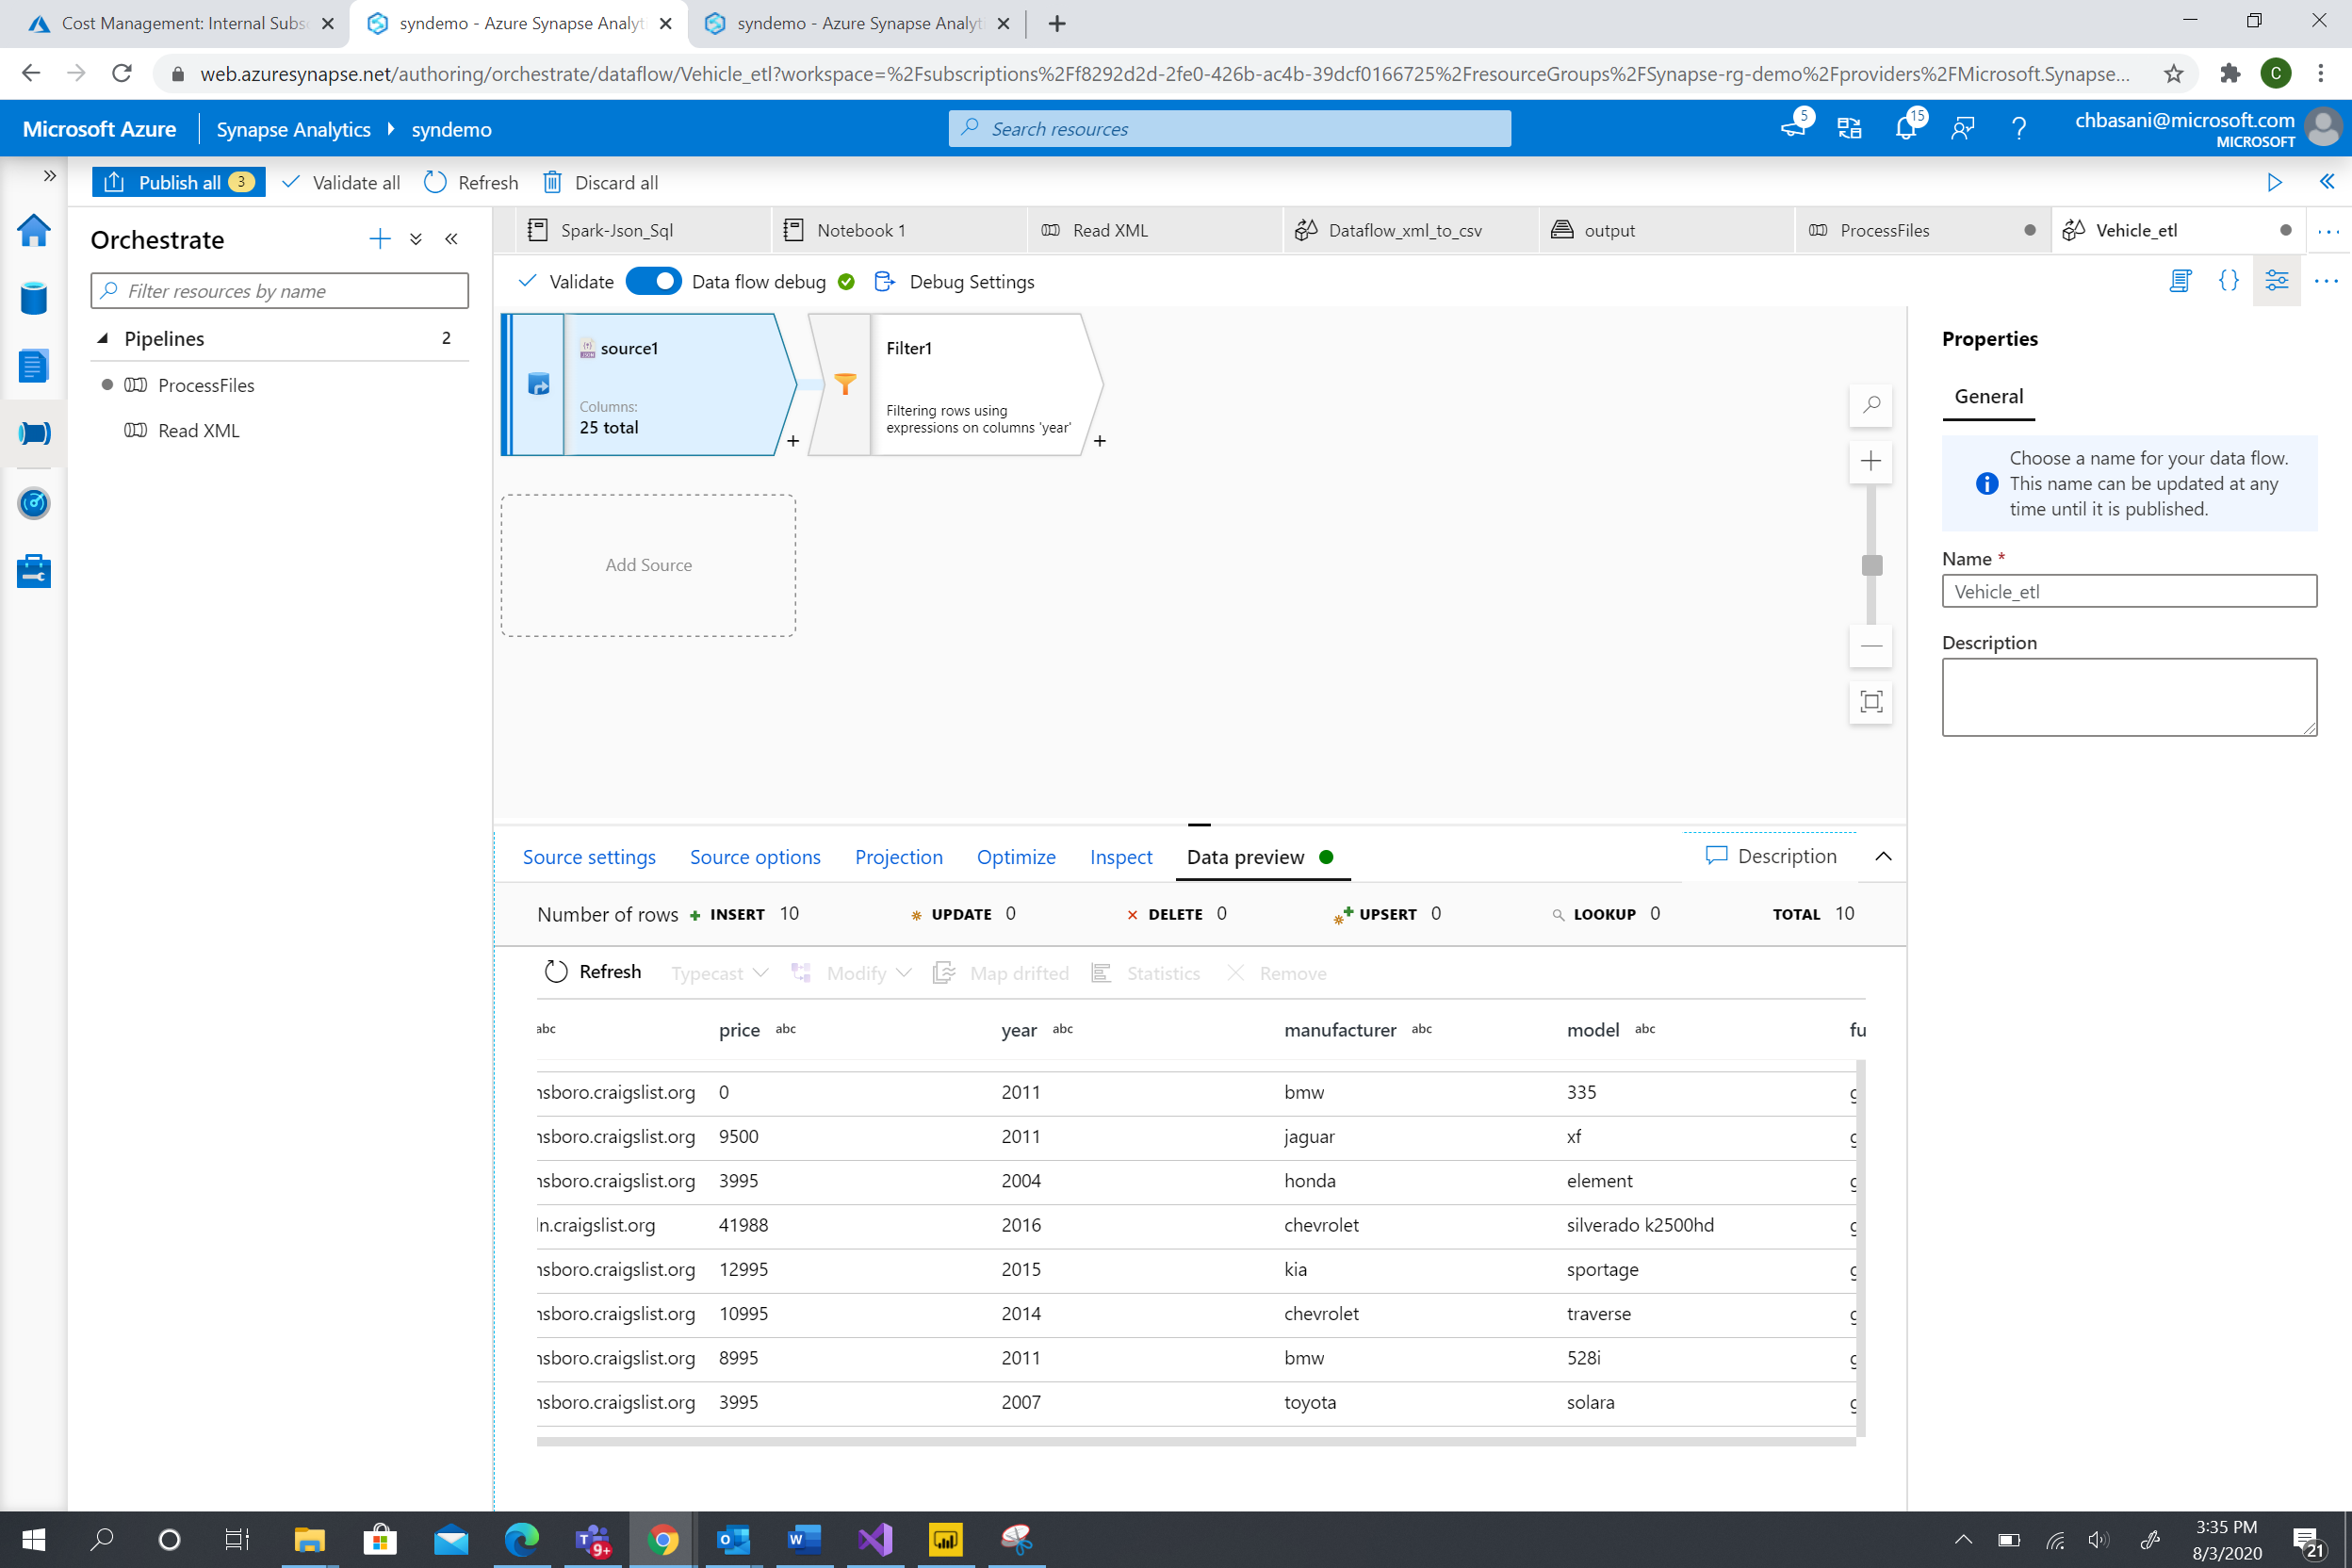 Cost Management: Internal Subs
syndemo - Azure Synapse Analyt
syndemo - Azure Synapse Analyt
web.azuresynapse.net/authoring/orchestrate/dataflow/Vehicle_etl?workspace=%2Fsubscriptions%2Ff8292d2d-2fe0-426b-ac4b-39dcf0166725%2FresourceGroups%2FSynapse-rg-demo%2Fproviders%2FMicrosoft.Synapse...
C
Microsoft Azure Synapse Analytics syndemo
Search resources
5
15
chbasani@microsoft.com
MICROSOFT
Publish all 3 Validate all Refresh Discard all
Orchestrate
Filter resources by name
Pipelines 2
ProcessFiles
Read XML
Spark-Json_Sql Notebook 1 Read XML Dataflow_xml_to_csv output ProcessFiles Vehicle_etl
Validate Data flow debug Debug Settings
source1
Columns:
25 total
Filter1
Filtering rows using
expressions on columns 'year'
Add Source
Properties
General
Choose a name for your data flow.
This name can be updated at any
time until it is published.
Name *
Vehicle_etl
Description
Source settings Source options Projection Optimize Inspect Data preview Description
Number of rows INSERT 10 UPDATE 0 DELETE 0 UPSERT 0 LOOKUP 0 TOTAL 10
Refresh Typecast Modify Map drifted Statistics Remove
abc price abc year abc manufacturer abc model abc fu
nsboro.craigslist.org 0 2011 bmw 335 g
nsboro.craigslist.org 9500 2011 jaguar xf g
nsboro.craigslist.org 3995 2004 honda element g
ln.craigslist.org 41988 2016 chevrolet silverado k2500hd g
nsboro.craigslist.org 12995 2015 kia sportage g
nsboro.craigslist.org 10995 2014 chevrolet traverse g
nsboro.craigslist.org 8995 2011 bmw 528i g
nsboro.craigslist.org 3995 2007 toyota solara g
9+
3:35 PM
8/3/2020
21